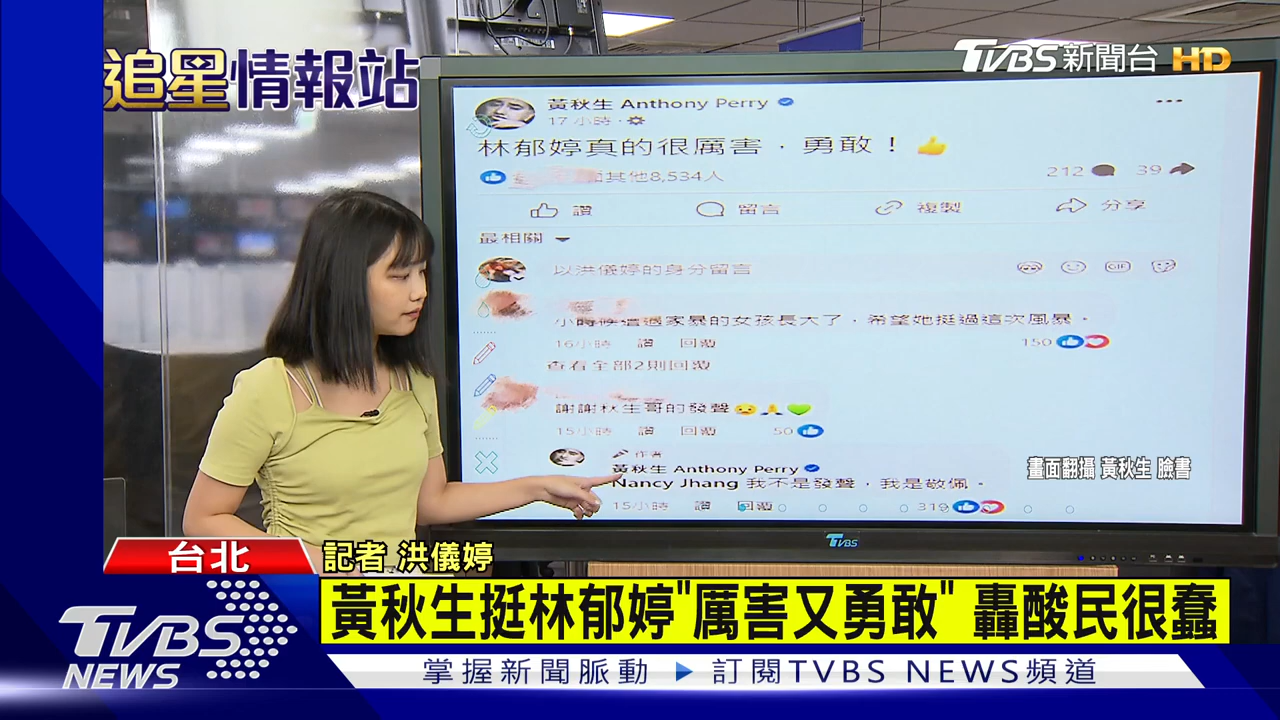 追星情報站
TVBS新聞台 HD
黃秋生 Anthony Perry
17 小時
林郁婷真的很厲害．勇敢！👍
其他8,534人
212 39
讚 留言 複製 分享
最相關
以洪儀婷的身分留言
GIF
小時候遭遇家暴的女孩長大了，希望她挺過這次風暴。
16小時 讚 回覆 150
查看全部2則回覆
謝謝秋生哥的發聲😢🙏💚
15小時 讚 回覆 50
作者
黃秋生 Anthony Perry
Nancy Jhang 我不是發聲，我是敬佩。
15小時 讚 回覆 319
畫面翻攝 黃秋生 臉書
TVBS
台北
記者 洪儀婷
黃秋生挺林郁婷"厲害又勇敢" 轟酸民很蠢
TVBS NEWS
掌握新聞脈動 ▶ 訂閱TVBS NEWS頻道